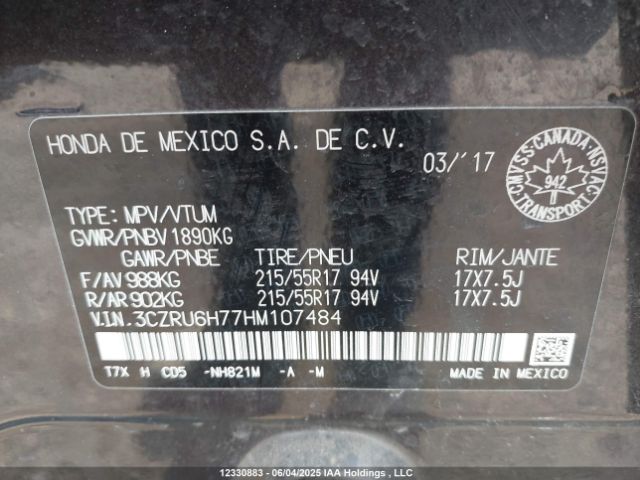 HONDA DE MEXICO S.A. DE C.V.
03/'17
CMVSS·CANADA·NSVAC
942
TRANSPORT
TYPE: MPV/VTUM
GVWR/PNBV 1890KG
GAWR/PNBE TIRE/PNEU RIM/JANTE
F/AV 988KG 215/55R17 94V 17X7.5J
R/AR 902KG 215/55R17 94V 17X7.5J
V.I.N. 3CZRU6H77HM107484
T7X H CD5 -NH821M -A -M MADE IN MEXICO
12330883 - 06/04/2025 IAA Holdings , LLC